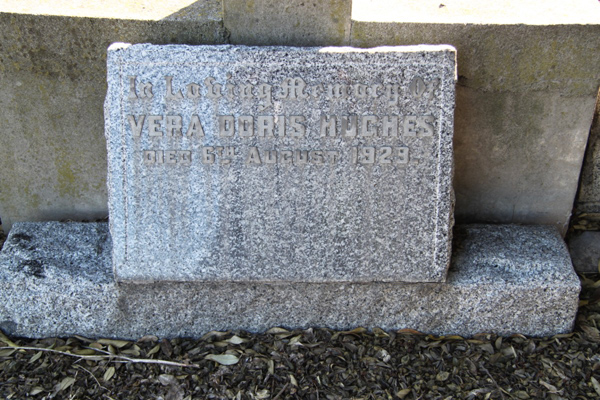 In Loving Memory Of
VERA DORIS HUGHES
DIED 6TH AUGUST 1929.